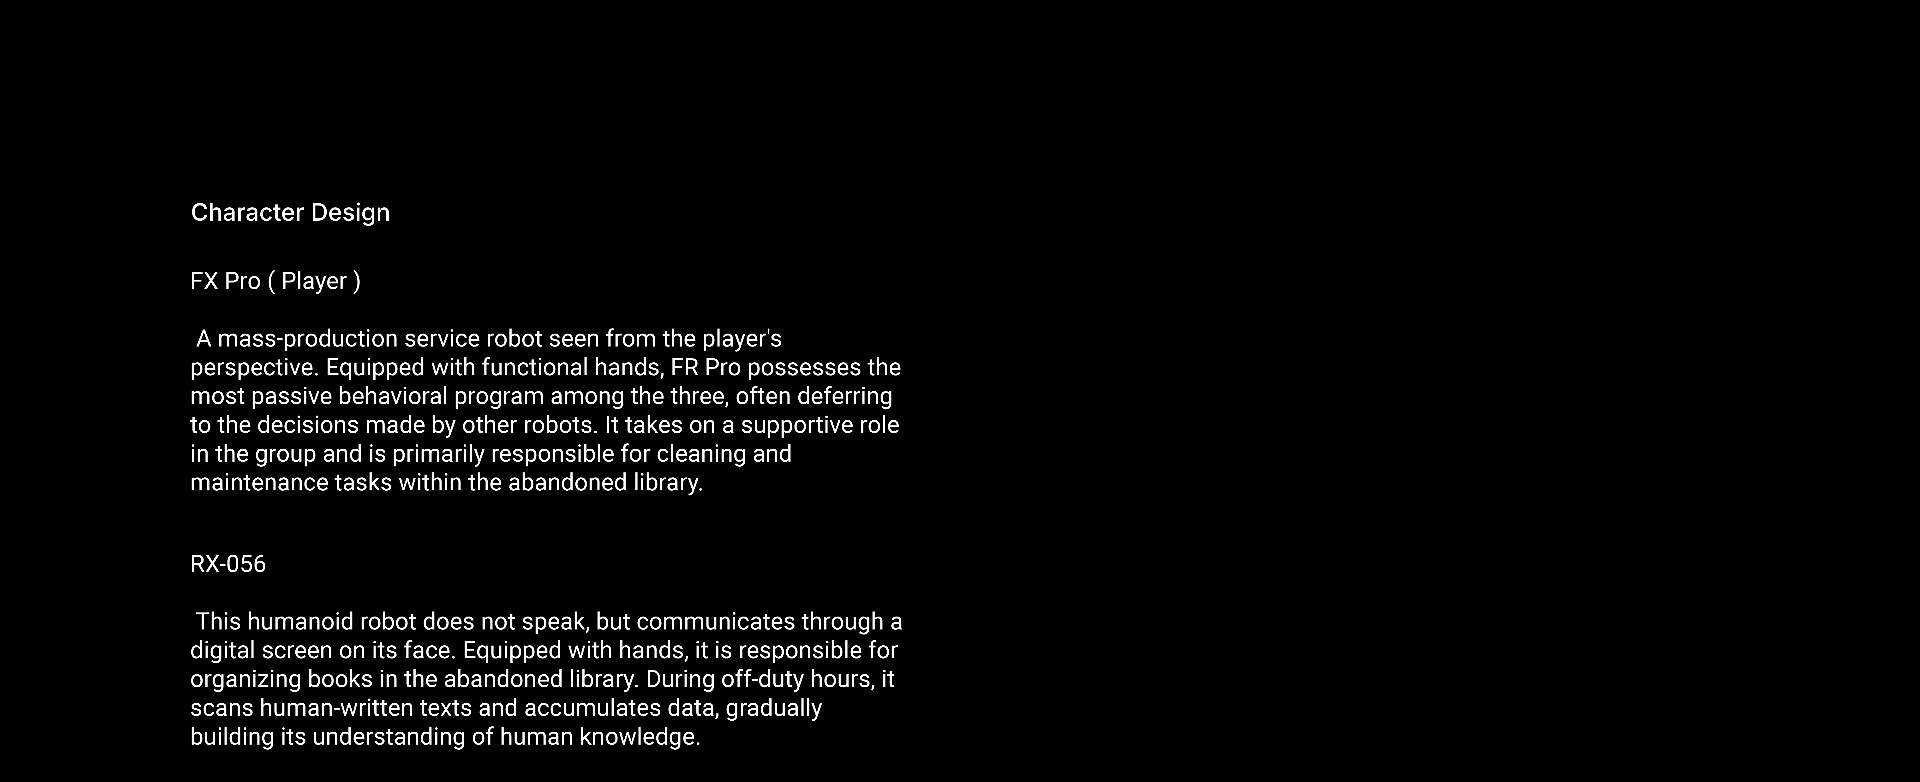 Character Design
FX Pro ( Player )
A mass-production service robot seen from the player's
perspective. Equipped with functional hands, FR Pro possesses the
most passive behavioral program among the three, often deferring
to the decisions made by other robots. It takes on a supportive role
in the group and is primarily responsible for cleaning and
maintenance tasks within the abandoned library.
RX-056
This humanoid robot does not speak, but communicates through a
digital screen on its face. Equipped with hands, it is responsible for
organizing books in the abandoned library. During off-duty hours, it
scans human-written texts and accumulates data, gradually
building its understanding of human knowledge.